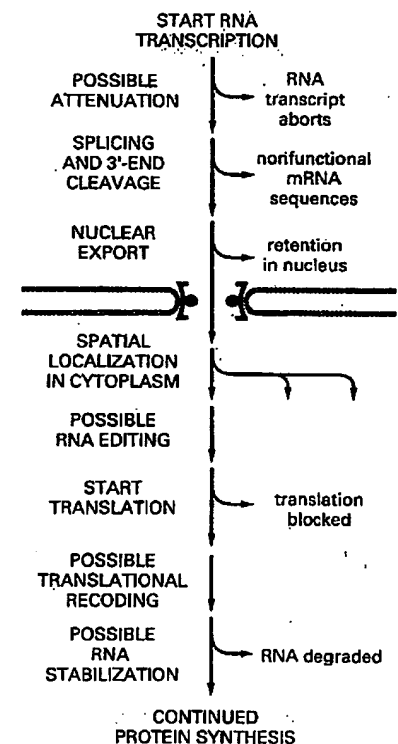 START RNA
TRANSCRIPTION
POSSIBLE
ATTENUATION
RNA
transcript
aborts
SPLICING
AND 3'-END
CLEAVAGE
nonfunctional
mRNA
sequences
NUCLEAR
EXPORT
retention
in nucleus
SPATIAL
LOCALIZATION
IN CYTOPLASM
POSSIBLE
RNA EDITING
START
TRANSLATION
translation
blocked
POSSIBLE
TRANSLATIONAL
RECODING
POSSIBLE
RNA
STABILIZATION
RNA degraded
CONTINUED
PROTEIN SYNTHESIS